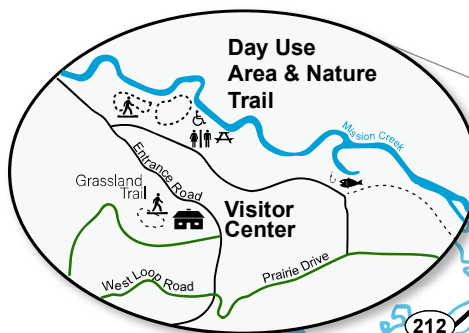 Day Use
Area & Nature
Trail
Mission Creek
Entrance Road
Grassland
Trail
Visitor
Center
West Loop Road
Prairie Drive
212